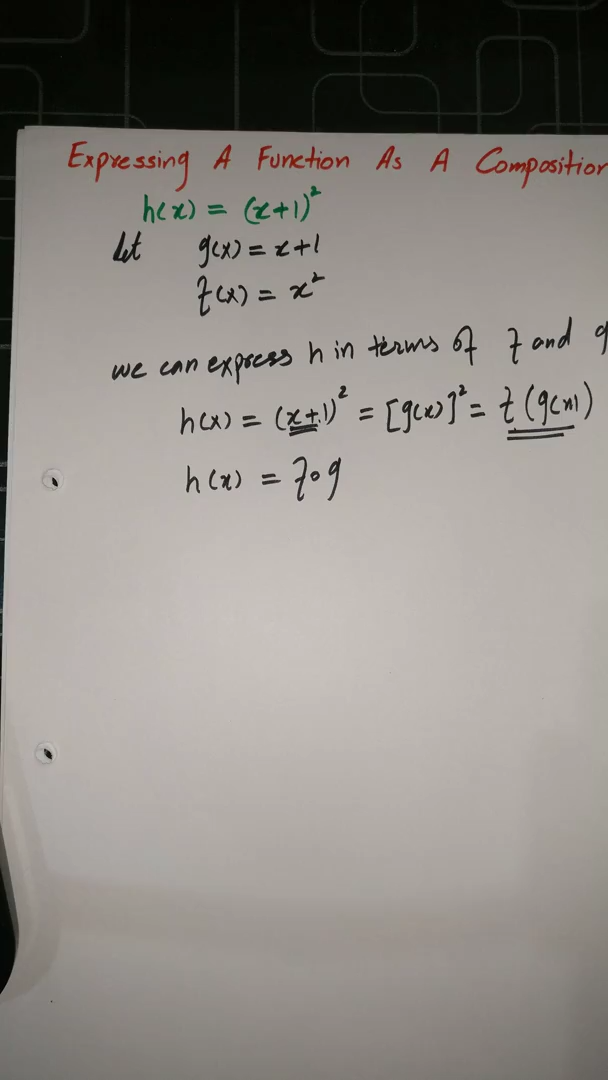 Expressing A Function As A Composition
h(x) = (x+1)²
Let g(x) = x+1
f(x) = x²
we can express h in terms of f and g
h(x) = (x+1)² = [g(x)]² = f(g(x))
h(x) = f∘g